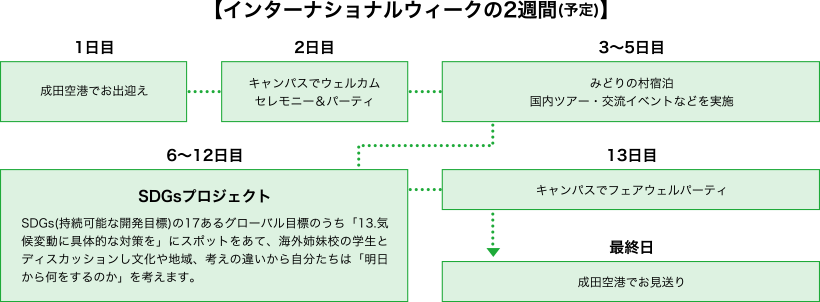 【インターナショナルウィークの2週間(予定)】
1日目
成田空港でお出迎え
2日目
キャンパスでウェルカム
セレモニー＆パーティ
3〜5日目
みどりの村宿泊
国内ツアー・交流イベントなどを実施
6〜12日目
SDGsプロジェクト
SDGs(持続可能な開発目標)の17あるグローバル目標のうち「13.気
候変動に具体的な対策を」にスポットをあて、海外姉妹校の学生と
ディスカッションし文化や地域、考えの違いから自分たちは「明日
から何をするのか」を考えます。
13日目
キャンパスでフェアウェルパーティ
最終日
成田空港でお見送り